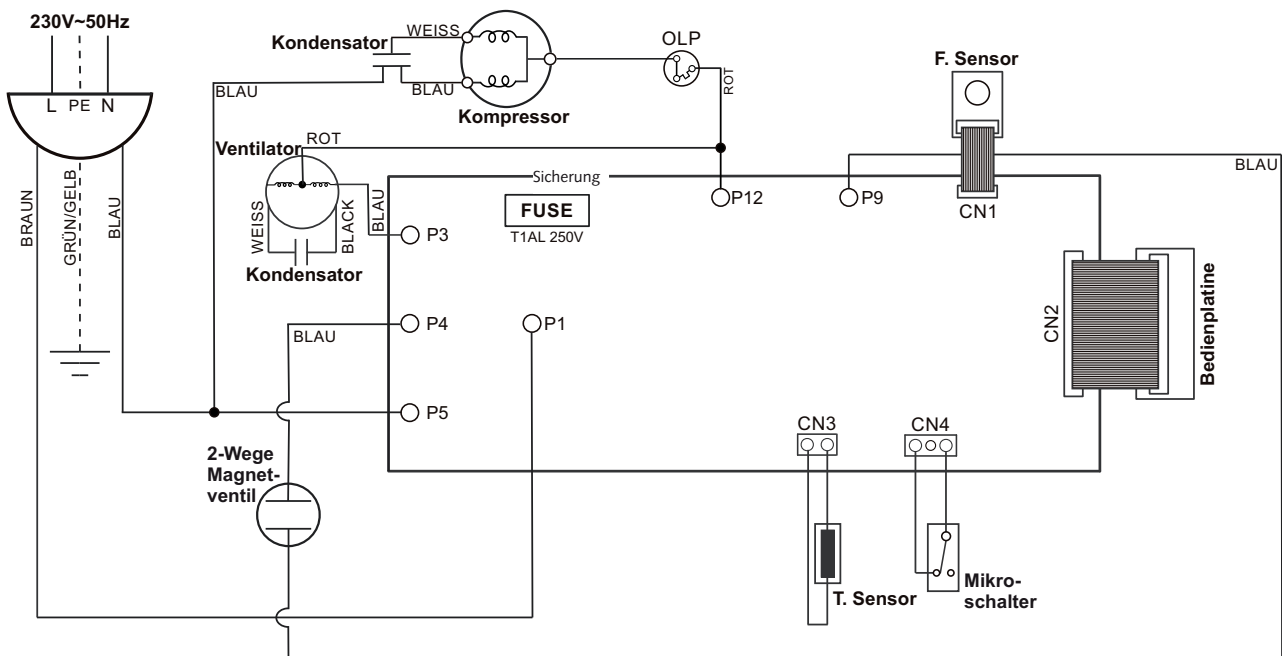 230V~50Hz
L PE N
BRAUN
GRÜN/GELB
BLAU
BLAU
Kondensator
WEISS
BLAU
Kompressor
OLP
ROT
F. Sensor
CN1
BLAU
Ventilator
ROT
WEISS
BLACK
BLAU
Kondensator
Sicherung
FUSE
T1AL 250V
P12
P9
P3
P4
P1
P5
BLAU
CN2
Bedienplatine
2-Wege
Magnet-
ventil
CN3
CN4
T. Sensor
Mikro-
schalter